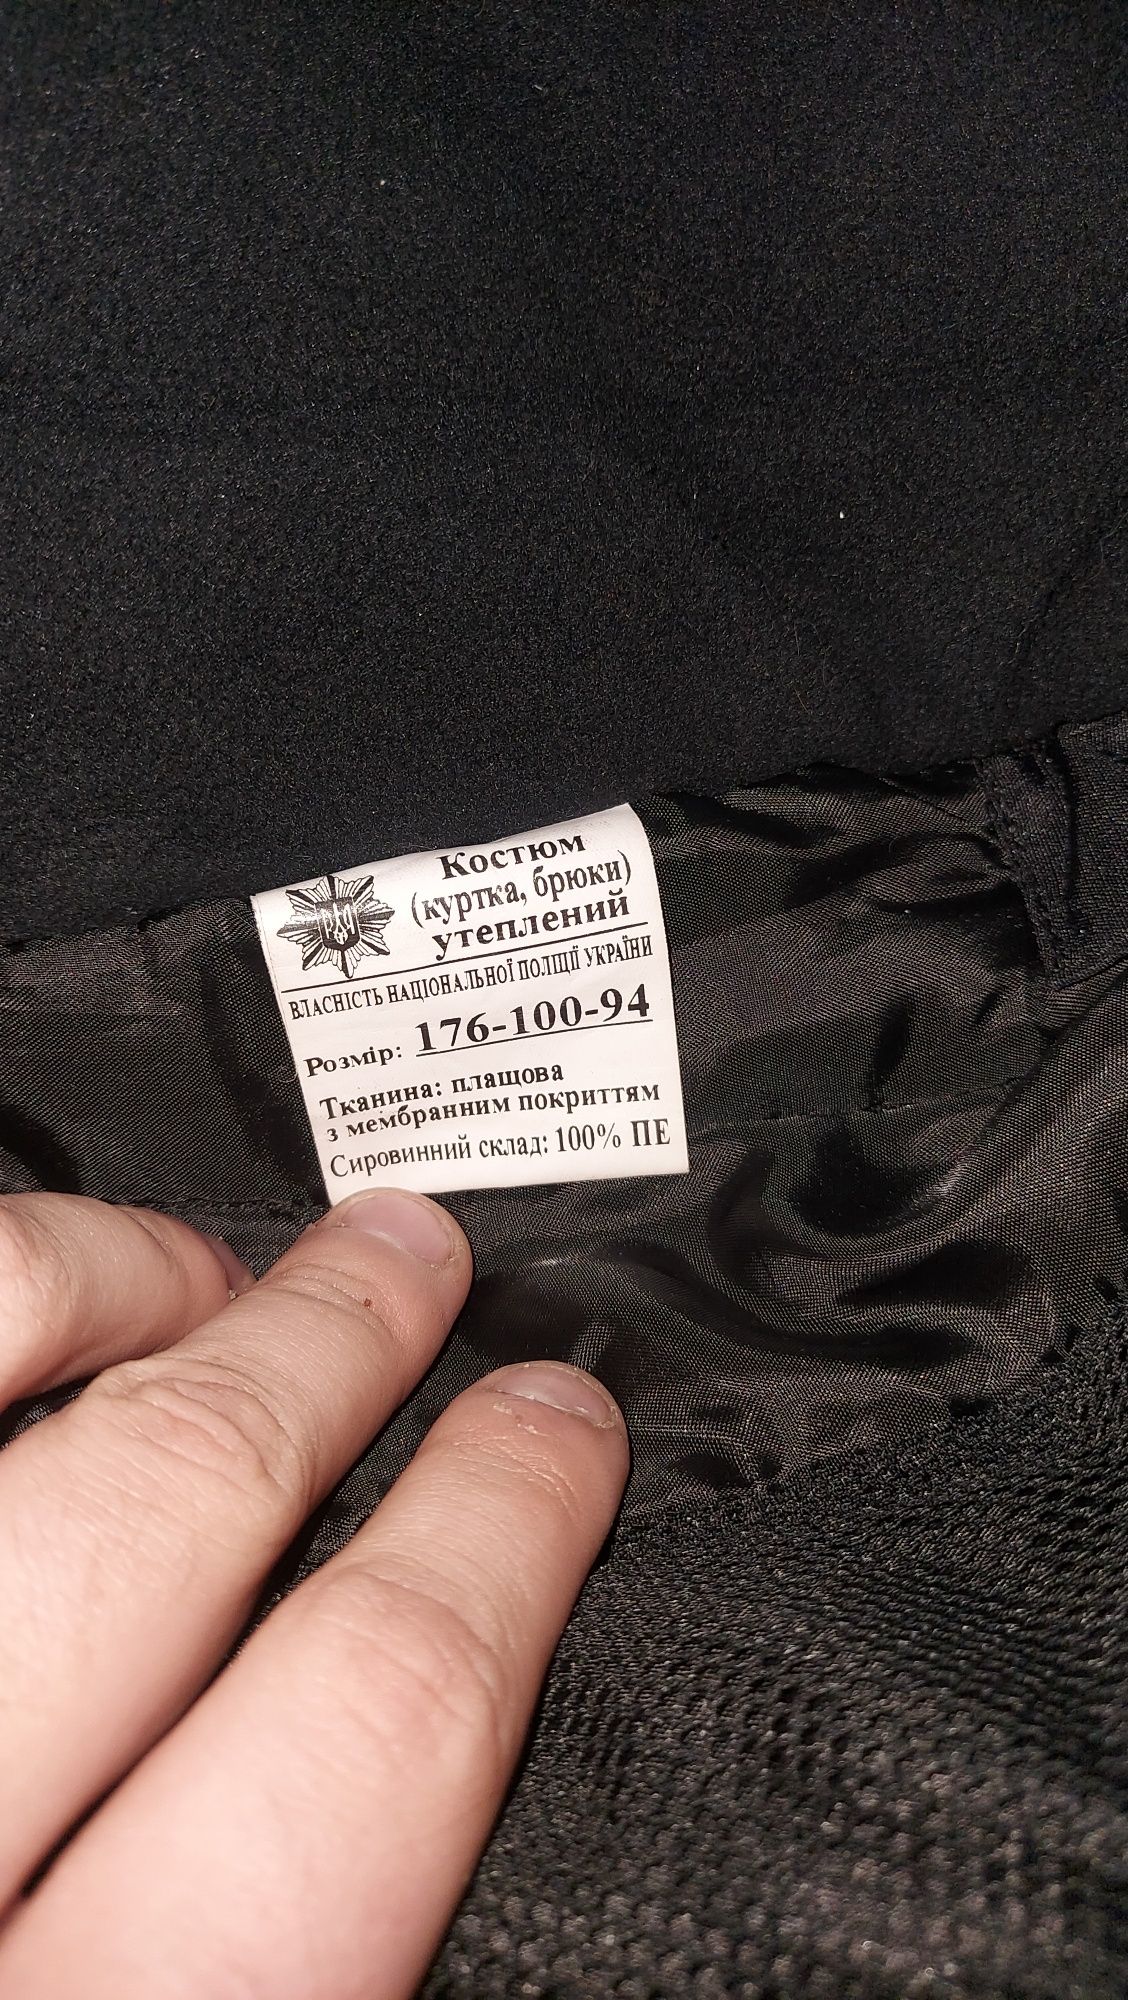 Костюм
(куртка, брюки)
утеплений
ВЛАСНІСТЬ НАЦІОНАЛЬНОЇ ПОЛІЦІЇ УКРАЇНИ
Розмір: 176-100-94
Тканина: плащова
з мембранним покриттям
Сировинний склад: 100% ПЕ